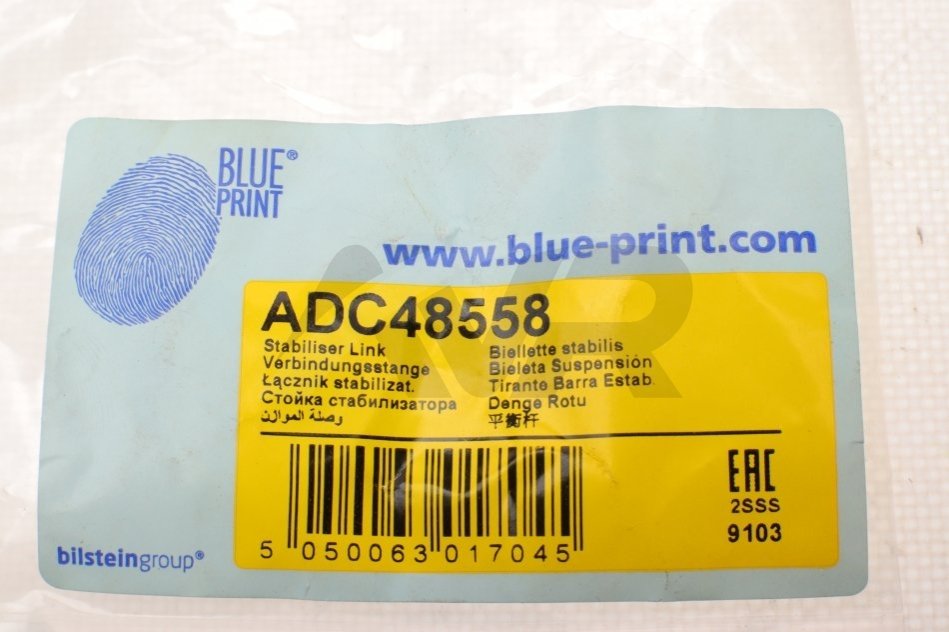 BLUE®
PRINT
www.blue-print.com
ADC48558
Stabiliser Link
Verbindungsstange
Łącznik stabilizat.
Стойка стабилизатора
وصلة الموازن
Biellette stabilis
Bieleta Suspensión
Tirante Barra Estab.
Denge Rotu
平衡杆
5 050063 017045
EAC
2SSS
9103
bilsteingroup®